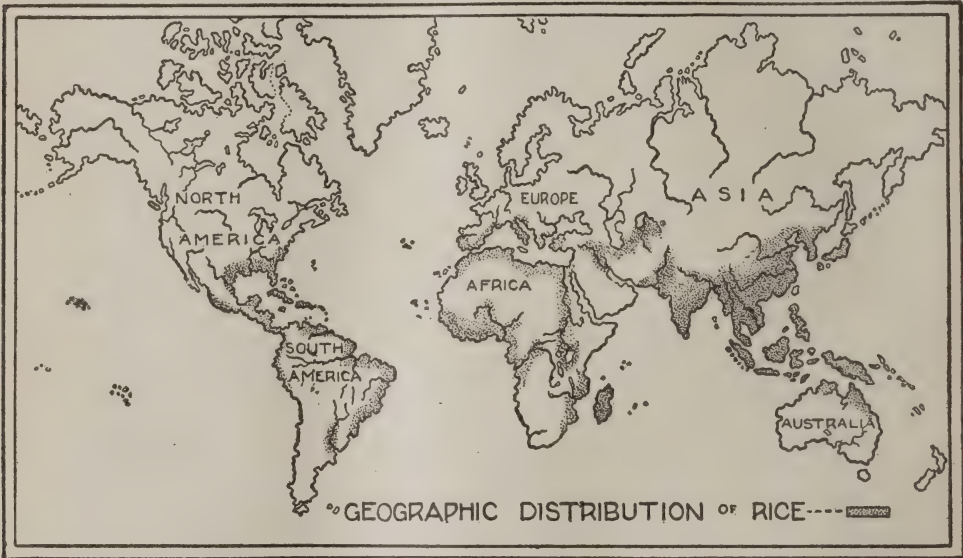 NORTH
AMERICA
EUROPE
ASIA
AFRICA
SOUTH
AMERICA
AUSTRALIA
GEOGRAPHIC DISTRIBUTION OF RICE----